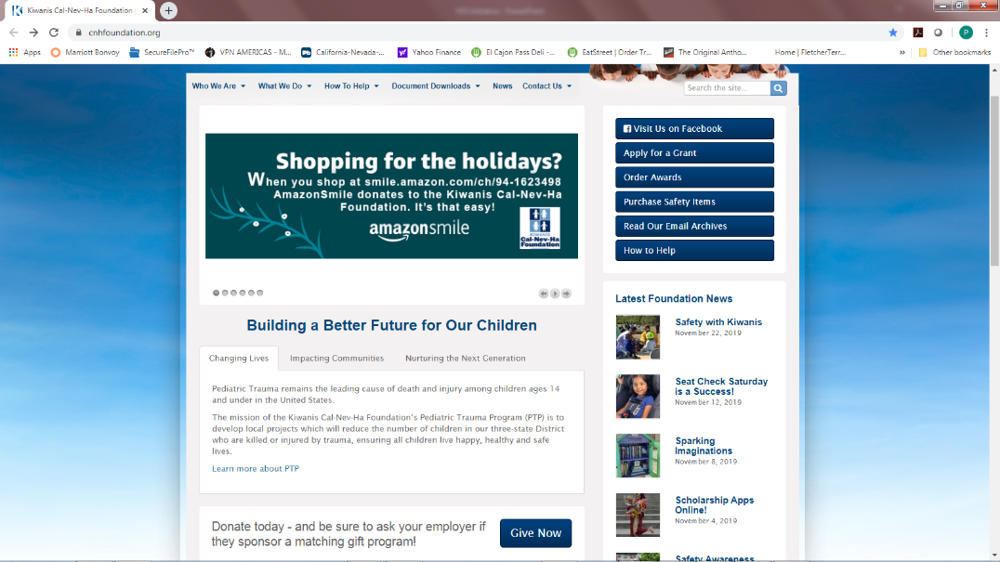 Kiwanis Cal-Nev-Ha Foundation |
cnhfoundation.org
P
Apps
Marriott Bonvoy
SecureFilePro™
VPN AMERICAS - M...
California-Nevada-...
Yahoo Finance
El Cajon Pass Deli -...
EatStreet | Order Tr...
The Original Antho...
Home | FletcherTerr...
»
Other bookmarks
Who We Are
What We Do
How To Help
Document Downloads
News
Contact Us
Search the site...
Shopping for the holidays?
When you shop at smile.amazon.com/ch/94-1623498
AmazonSmile donates to the Kiwanis Cal-Nev-Ha
Foundation. It's that easy!
amazonsmile
KIWANIS
Cal-Nev-Ha
Foundation
Building a Better Future for Our Children
Changing Lives
Impacting Communities
Nurturing the Next Generation
Pediatric Trauma remains the leading cause of death and injury among children ages 14
and under in the United States.
The mission of the Kiwanis Cal-Nev-Ha Foundation's Pediatric Trauma Program (PTP) is to
develop local projects which will reduce the number of children in our three-state District
who are killed or injured by trauma, ensuring all children live happy, healthy and safe
lives.
Learn more about PTP
Donate today - and be sure to ask your employer if
they sponsor a matching gift program!
Give Now
Visit Us on Facebook
Apply for a Grant
Order Awards
Purchase Safety Items
Read Our Email Archives
How to Help
Latest Foundation News
Safety with Kiwanis
November 22, 2019
Seat Check Saturday
is a Success!
November 12, 2019
Sparking
Imaginations
November 8, 2019
Scholarship Apps
Online!
November 4, 2019
Safety Awareness